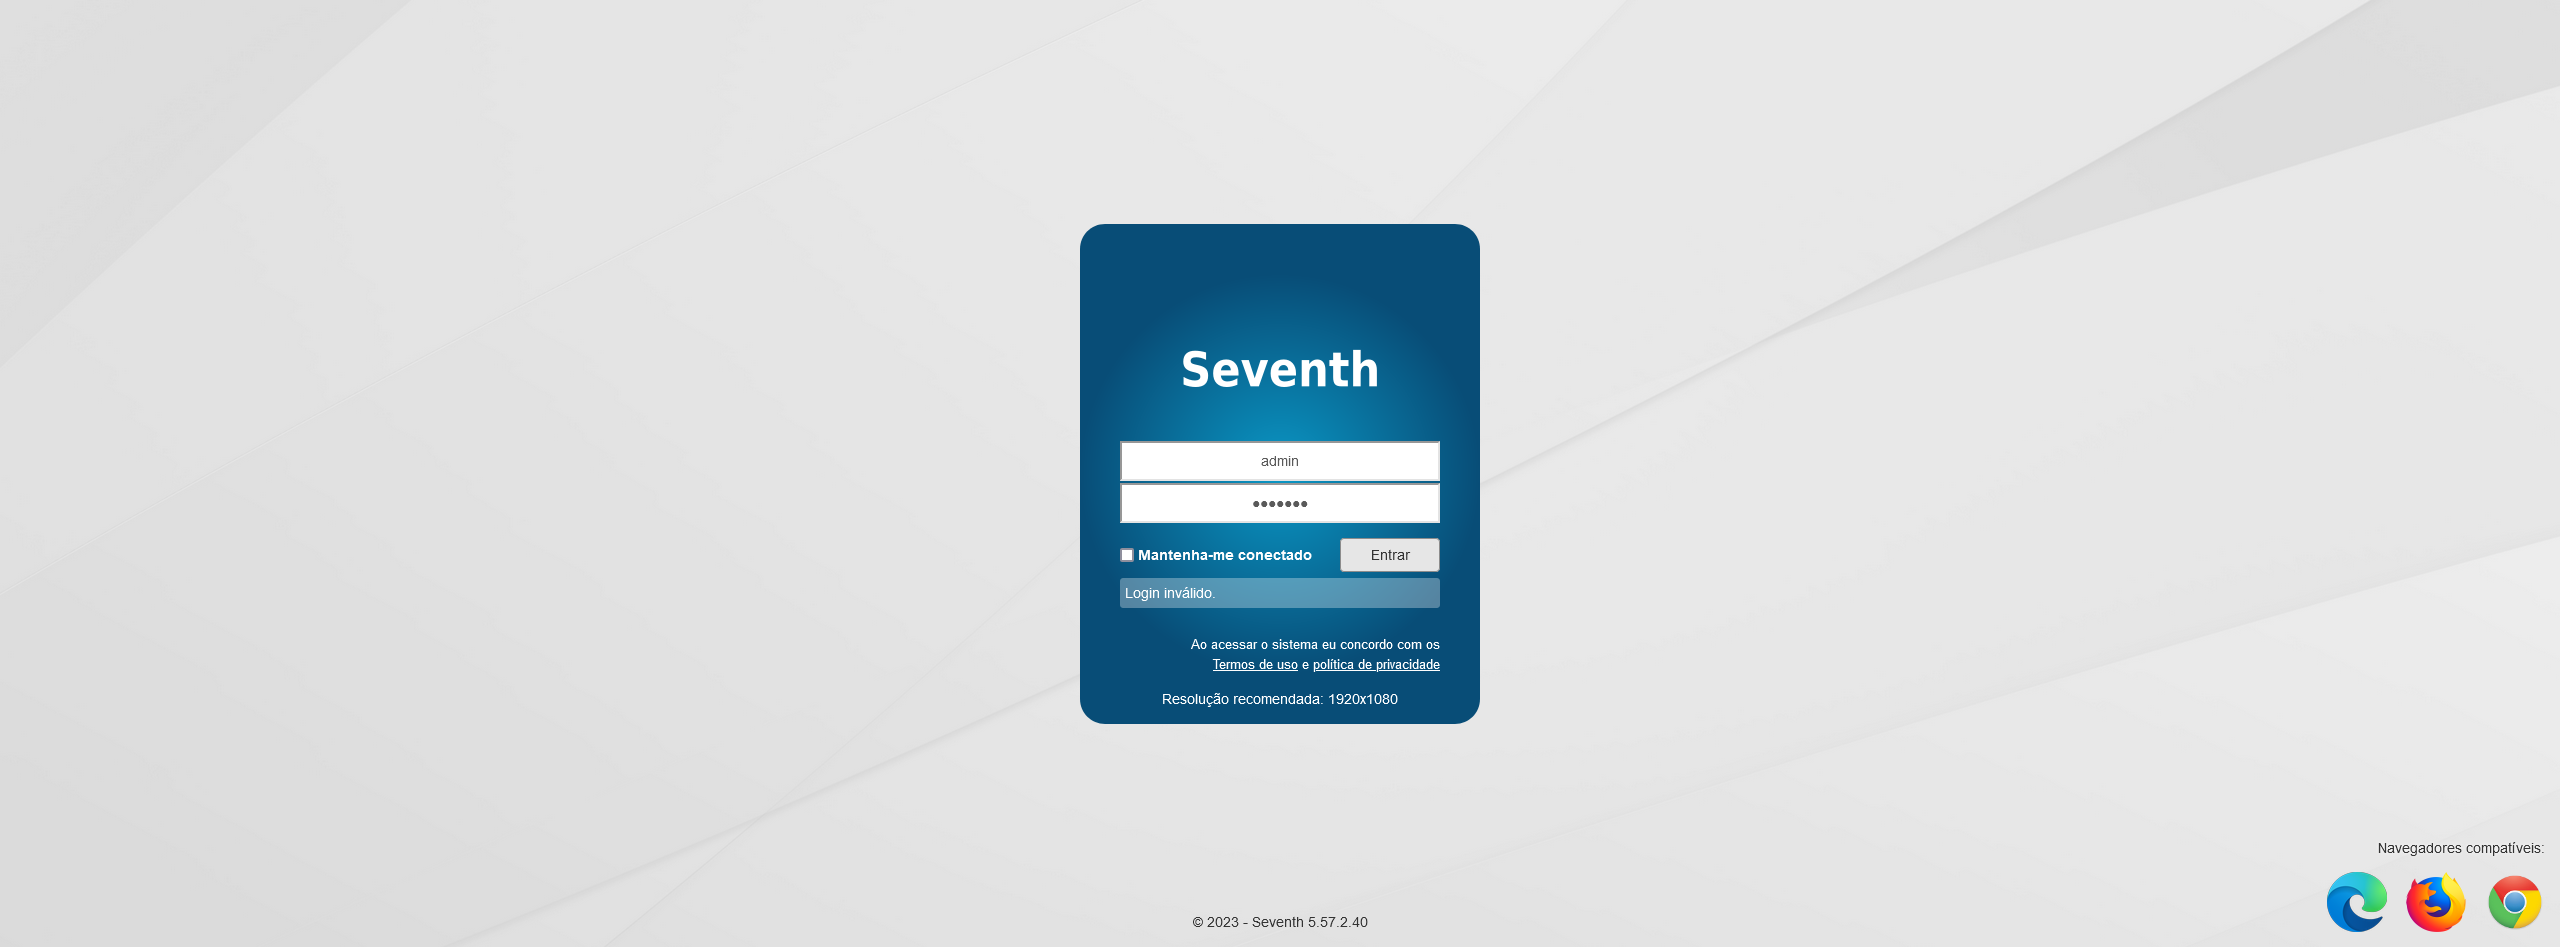 Seventh
admin
•••••••
Mantenha-me conectado
Entrar
Login inválido.
Ao acessar o sistema eu concordo com os
Termos de uso e política de privacidade
Resolução recomendada: 1920x1080
Navegadores compatíveis:
© 2023 - Seventh 5.57.2.40